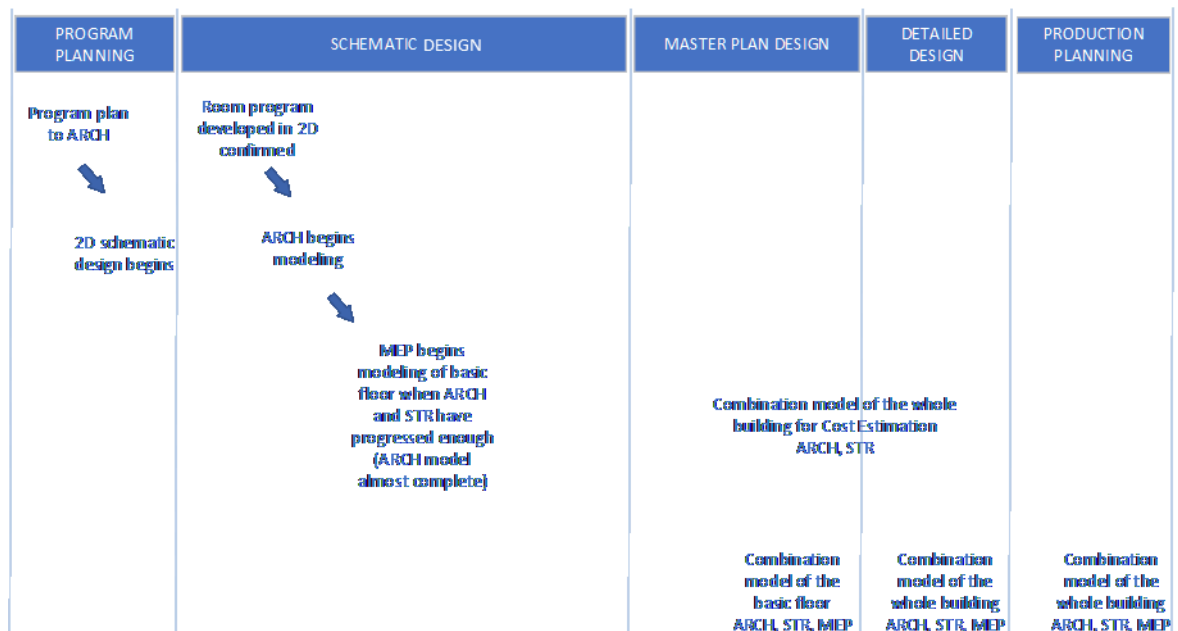 PROGRAM
PLANNING
SCHEMATIC DESIGN
MASTER PLAN DESIGN
DETAILED
DESIGN
PRODUCTION
PLANNING
Program plan
to ARCH
2D schematic
design begins
Room program
developed in 2D
confirmed
ARCH begins
modeling
MEP begins
modeling of basic
floor when ARCH
and STR have
progressed enough
(ARCH model
almost complete)
Combination model of the whole
building for Cost Estimation
ARCH, STR
Combination
model of the
basic floor
ARCH, STR, MEP
Combination
model of the
whole building
ARCH, STR, MEP
Combination
model of the
whole building
ARCH, STR, MEP